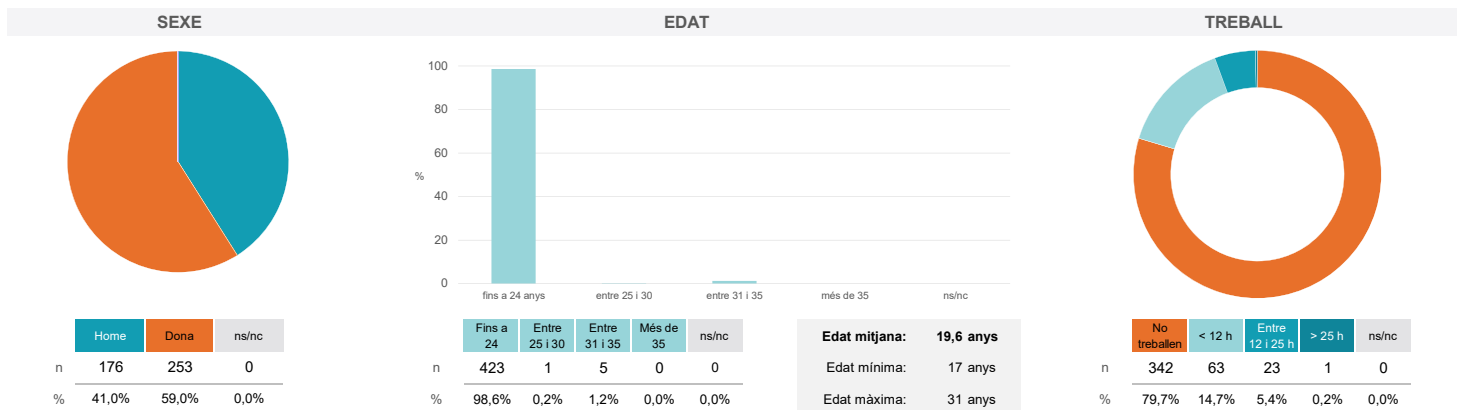 SEXE EDAT TREBALL
100
80
60
%
40
20
0
fins a 24 anys entre 25 i 30 entre 31 i 35 més de 35 ns/nc
Home Dona ns/nc
n 176 253 0
% 41,0% 59,0% 0,0%
Fins a 24 Entre 25 i 30 Entre 31 i 35 Més de 35 ns/nc
423 1 5 0 0
% 98,6% 0,2% 1,2% 0,0% 0,0%
Edat mitjana: 19,6 anys
Edat mínima: 17 anys
Edat màxima: 31 anys
No treballen < 12 h Entre 12 i 25 h > 25 h ns/nc
n 342 63 23 1 0
% 79,7% 14,7% 5,4% 0,2% 0,0%